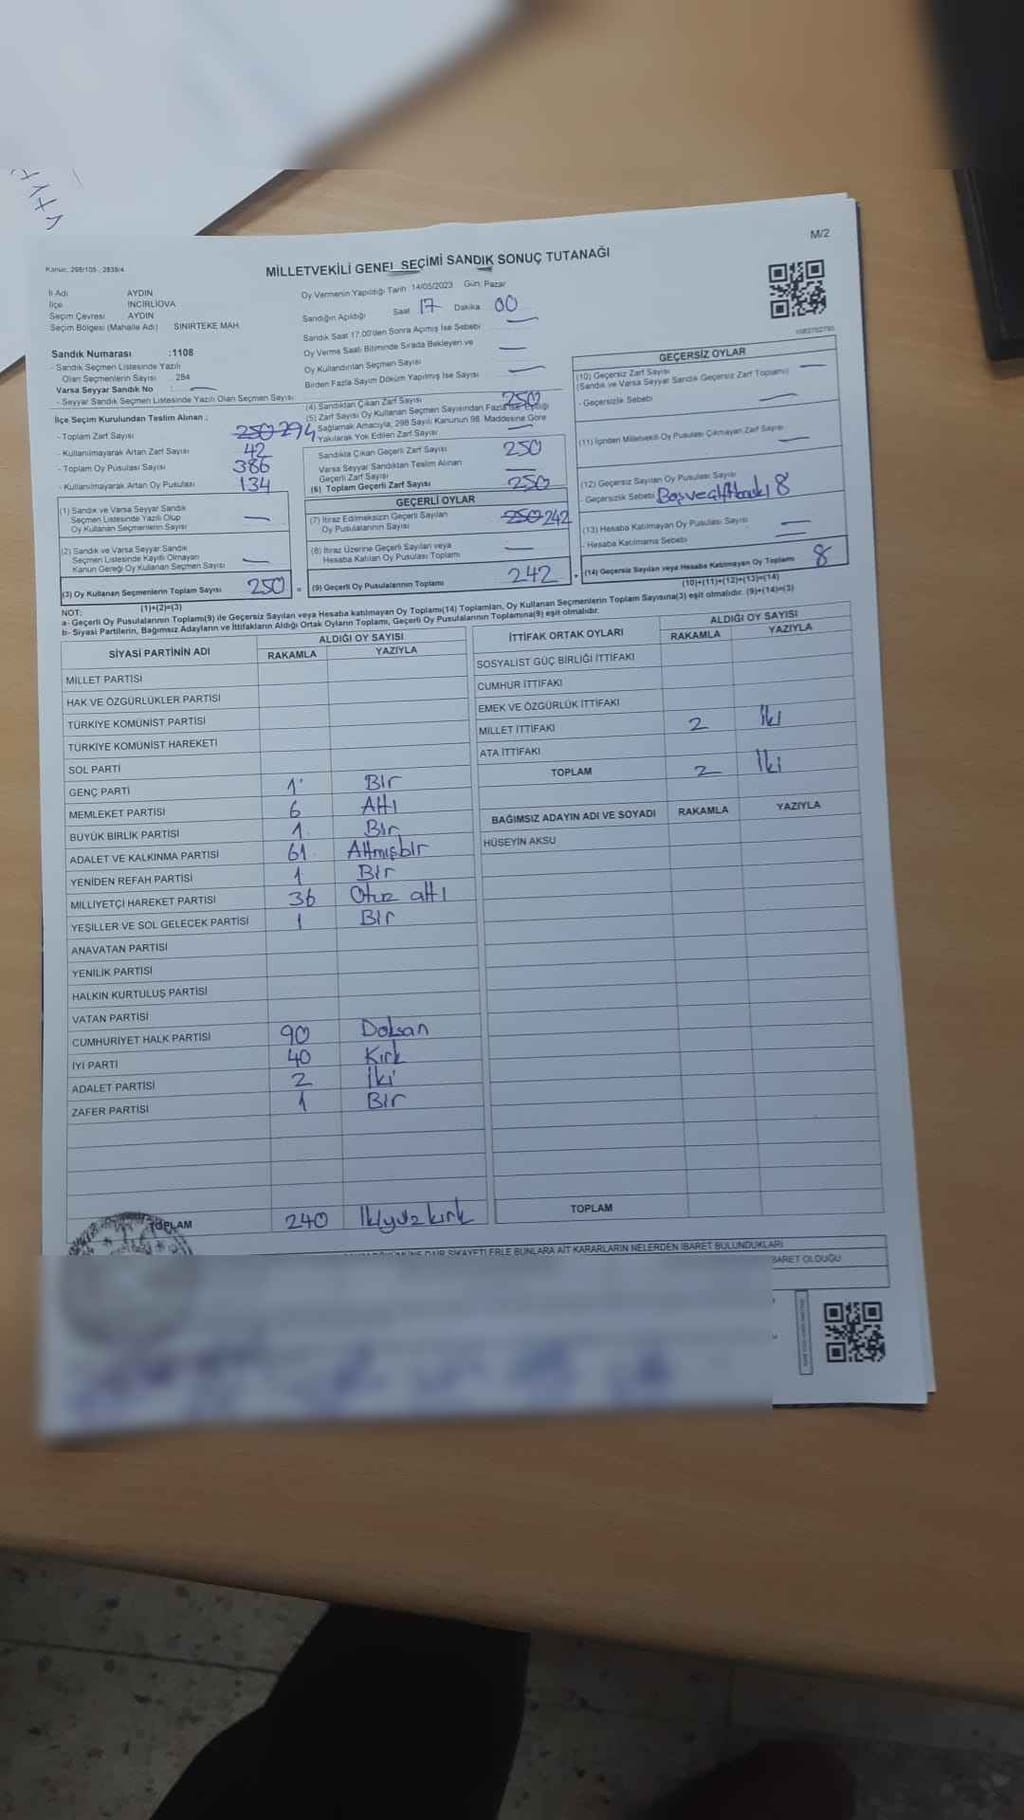 M/2
Kanun: 298/105 , 2839/4
MİLLETVEKİLİ GENEL SEÇİMİ SANDIK SONUÇ TUTANAĞI
İl Adı AYDIN
İlçe İNCİRLİOVA
Seçim Çevresi AYDIN
Seçim Bölgesi (Mahalle Adı) SINIRTEKE MAH
Sandık Numarası :1108
- Sandık Seçmen Listesinde Yazılı
Olan Seçmenlerin Sayısı : 284
Varsa Seyyar Sandık No : —
- Seyyar Sandık Seçmen Listesinde Yazılı Olan Seçmen Sayısı
Oy Vermenin Yapıldığı Tarih 14/05/2023 Gün: Pazar
Sandığın Açıldığı Saat 17 Dakika 00
Sandık Saat 17.00'den Sonra Açmış İse Sebebi —
Oy Verme Saati Bitiminde Sırada Bekleyen ve
Oy Kullandırılan Seçmen Sayısı —
Birden Fazla Sayım Döküm Yapılmış İse Sayısı —
İlçe Seçim Kurulundan Teslim Alınan :
- Toplam Zarf Sayısı 250 294
- Kullanılmayarak Artan Zarf Sayısı 42
- Toplam Oy Pusulası Sayısı 386
- Kullanılmayarak Artan Oy Pusulası 134
(1) Sandık ve Varsa Seyyar Sandık
Seçmen Listesinde Yazılı Olup
Oy Kullanan Seçmenlerin Sayısı —
(2) Sandık ve Varsa Seyyar Sandık
Seçmen Listesinde Kayıtlı Olmayan
Kanun Gereği Oy Kullanan Seçmen Sayısı —
(3) Oy Kullanan Seçmenlerin Toplam Sayısı 250
(1)+(2)=(3)
(4) Sandıktan Çıkan Zarf Sayısı 250
(5) Zarf Sayısı Oy Kullanan Seçmen Sayısından Fazla İse Eşitliği
Sağlamak Amacıyla, 298 Sayılı Kanunun 98. Maddesine Göre
Yakılarak Yok Edilen Zarf Sayısı —
Sandıkta Çıkan Geçerli Zarf Sayısı 250
Varsa Seyyar Sandıktan Teslim Alınan
Geçerli Zarf Sayısı —
(6) Toplam Geçerli Zarf Sayısı 250
GEÇERLİ OYLAR
(7) İtiraz Edilmeksizin Geçerli Sayılan
Oy Pusulalarının Sayısı 250 242
(8) İtiraz Üzerine Geçerli Sayılan veya
Hesaba Katılan Oy Pusulası Toplamı —
(9) Geçerli Oy Pusulalarının Toplamı 242
GEÇERSİZ OYLAR
(10) Geçersiz Zarf Sayısı
(Sandık ve Varsa Seyyar Sandık Geçersiz Zarf Toplamı) —
- Geçersizlik Sebebi —
(11) İçinden Milletvekili Oy Pusulası Çıkmayan Zarf Sayısı —
(12) Geçersiz Sayılan Oy Pusulası Sayısı 8
- Geçersizlik Sebebi
(13) Hesaba Katılmayan Oy Pusulası Sayısı —
- Hesaba Katılmama Sebebi —
(14) Geçersiz Sayılan veya Hesaba Katılmayan Oy Toplamı 8
(10)+(11)+(12)+(13)=(14)
NOT:
a- Geçerli Oy Pusulalarının Toplamı(9) ile Geçersiz Sayılan veya Hesaba katılmayan Oy Toplamı(14) Toplamları, Oy Kullanan Seçmenlerin Toplam Sayısına(3) eşit olmalıdır. (9)+(14)=(3)
b- Siyasi Partilerin, Bağımsız Adayların ve İttifakların Aldığı Ortak Oyların Toplamı, Geçerli Oy Pusulalarının Toplamına(9) eşit olmalıdır.
SİYASİ PARTİNİN ADI ALDIĞI OY SAYISI
RAKAMLA YAZIYLA
MİLLET PARTİSİ
HAK VE ÖZGÜRLÜKLER PARTİSİ
TÜRKİYE KOMÜNİST PARTİSİ
TÜRKİYE KOMÜNİST HAREKETİ
SOL PARTİ
GENÇ PARTİ 1 Bir
MEMLEKET PARTİSİ 6 Altı
BÜYÜK BİRLİK PARTİSİ 1 Bir
ADALET VE KALKINMA PARTİSİ 61 Altmışbir
YENİDEN REFAH PARTİSİ 1 Bir
MİLLİYETÇİ HAREKET PARTİSİ 36 Otuz altı
YEŞİLLER VE SOL GELECEK PARTİSİ 1 Bir
ANAVATAN PARTİSİ
YENİLİK PARTİSİ
HALKIN KURTULUŞ PARTİSİ
VATAN PARTİSİ
CUMHURİYET HALK PARTİSİ 90 Doksan
İYİ PARTİ 40 Kırk
ADALET PARTİSİ 2 İki
ZAFER PARTİSİ 1 Bir
TOPLAM 240 İkiyüzkırk
İTTİFAK ORTAK OYLARI ALDIĞI OY SAYISI
RAKAMLA YAZIYLA
SOSYALİST GÜÇ BİRLİĞİ İTTİFAKI
CUMHUR İTTİFAKI
EMEK VE ÖZGÜRLÜK İTTİFAKI
MİLLET İTTİFAKI 2 İki
ATA İTTİFAKI
TOPLAM 2 İki
BAĞIMSIZ ADAYIN ADI VE SOYADI RAKAMLA YAZIYLA
HÜSEYİN AKSU
TOPLAM
ŞİKAYETLERLE BUNLARA AİT KARARLARIN NELERDEN İBARET BULUNDUKLARI
İBARET OLDUĞU